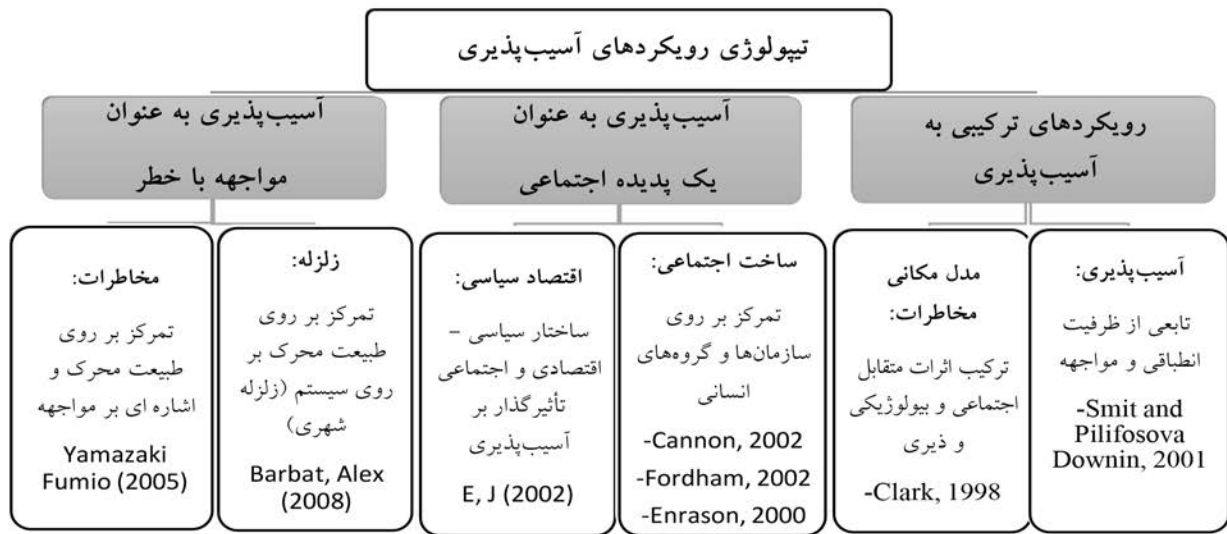 تیپولوژی رویکردهای آسیب‌پذیری
رویکردهای ترکیبی به
آسیب‌پذیری
آسیب‌پذیری به عنوان
یک پدیده اجتماعی
آسیب‌پذیری به عنوان
مواجهه با خطر
آسیب‌پذیری:
تابعی از ظرفیت
انطباقی و مواجهه
-Smit and
Pilifosova
Downin, 2001
مدل مکانی
مخاطرات:
ترکیب اثرات متقابل
اجتماعی و بیولوژیکی
و ذیری
-Clark, 1998
ساخت اجتماعی:
تمرکز بر روی
سازمان‌ها و گروه‌های
انسانی
-Cannon, 2002
-Fordham, 2002
-Enrason, 2000
اقتصاد سیاسی:
ساختار سیاسی –
اقتصادی و اجتماعی
تأثیرگذار بر
آسیب‌پذیری
E, J (2002)
زلزله:
تمرکز بر روی
طبیعت محرک بر
روی سیستم (زلزله
شهری)
Barbat, Alex
(2008)
مخاطرات:
تمرکز بر روی
طبیعت محرک و
اشاره ای بر مواجهه
Yamazaki
Fumio (2005)